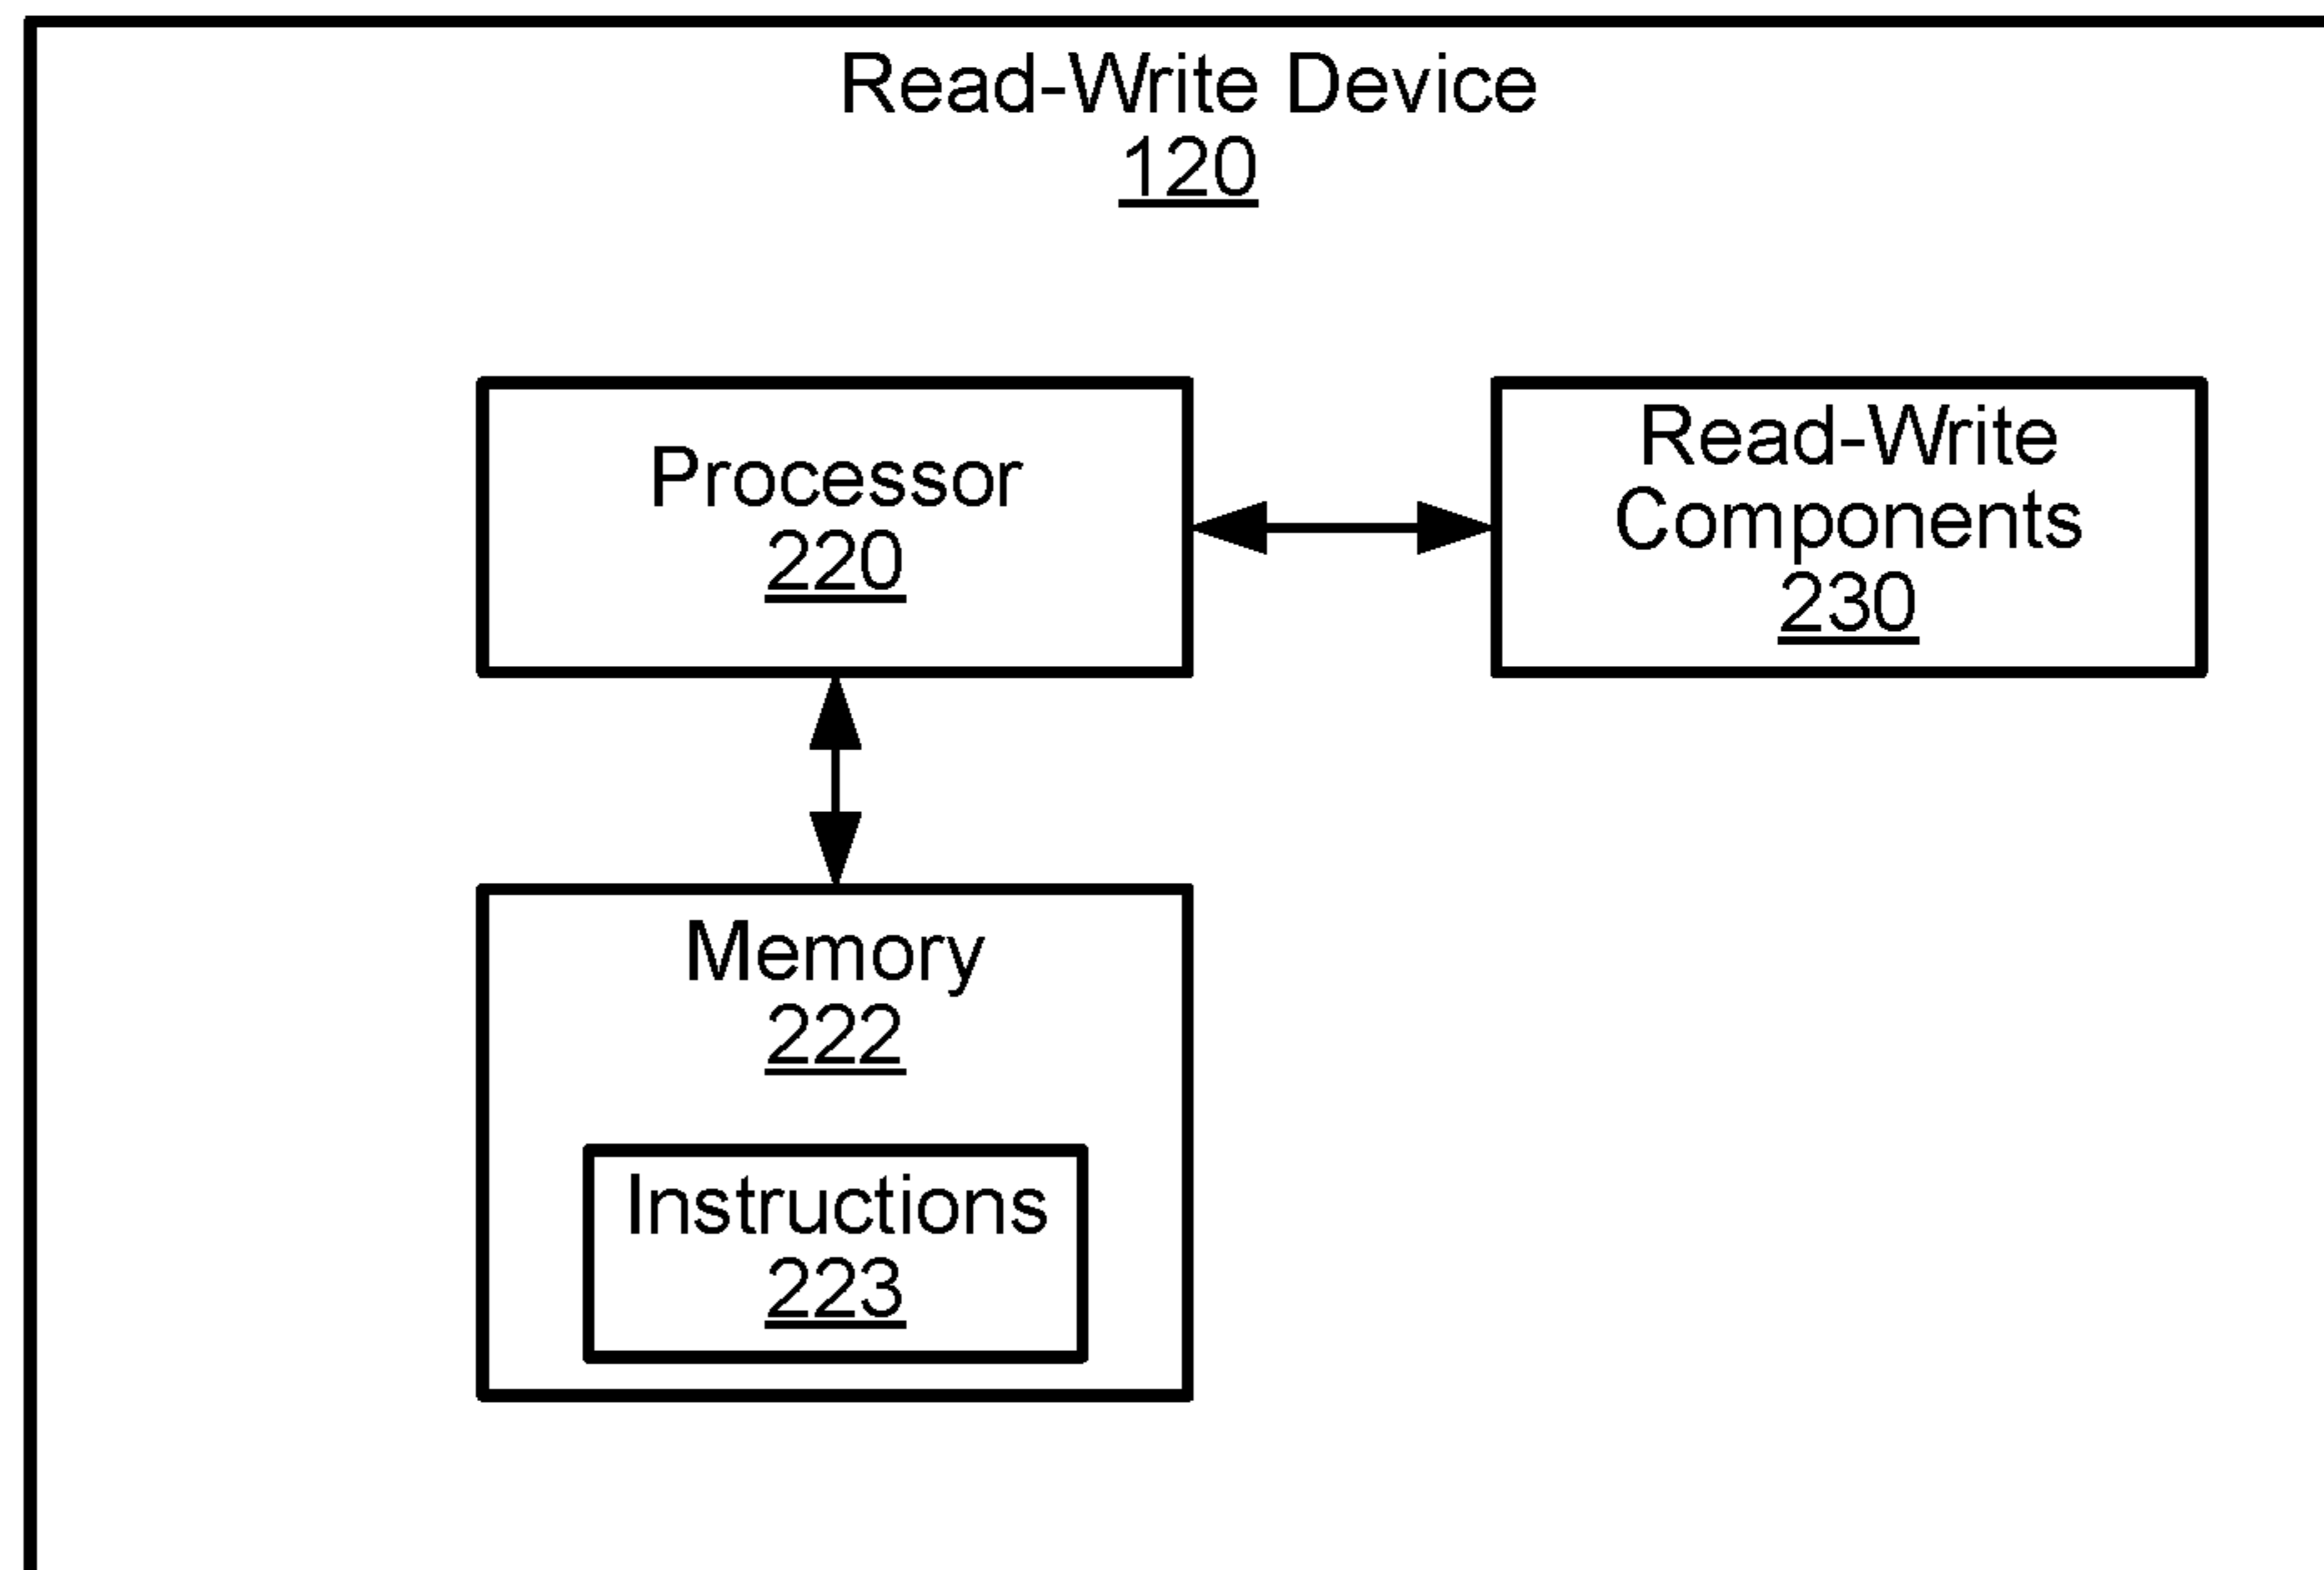 Read-Write Device
120
Processor
220
Read-Write
Components
230
Memory
222
Instructions
223